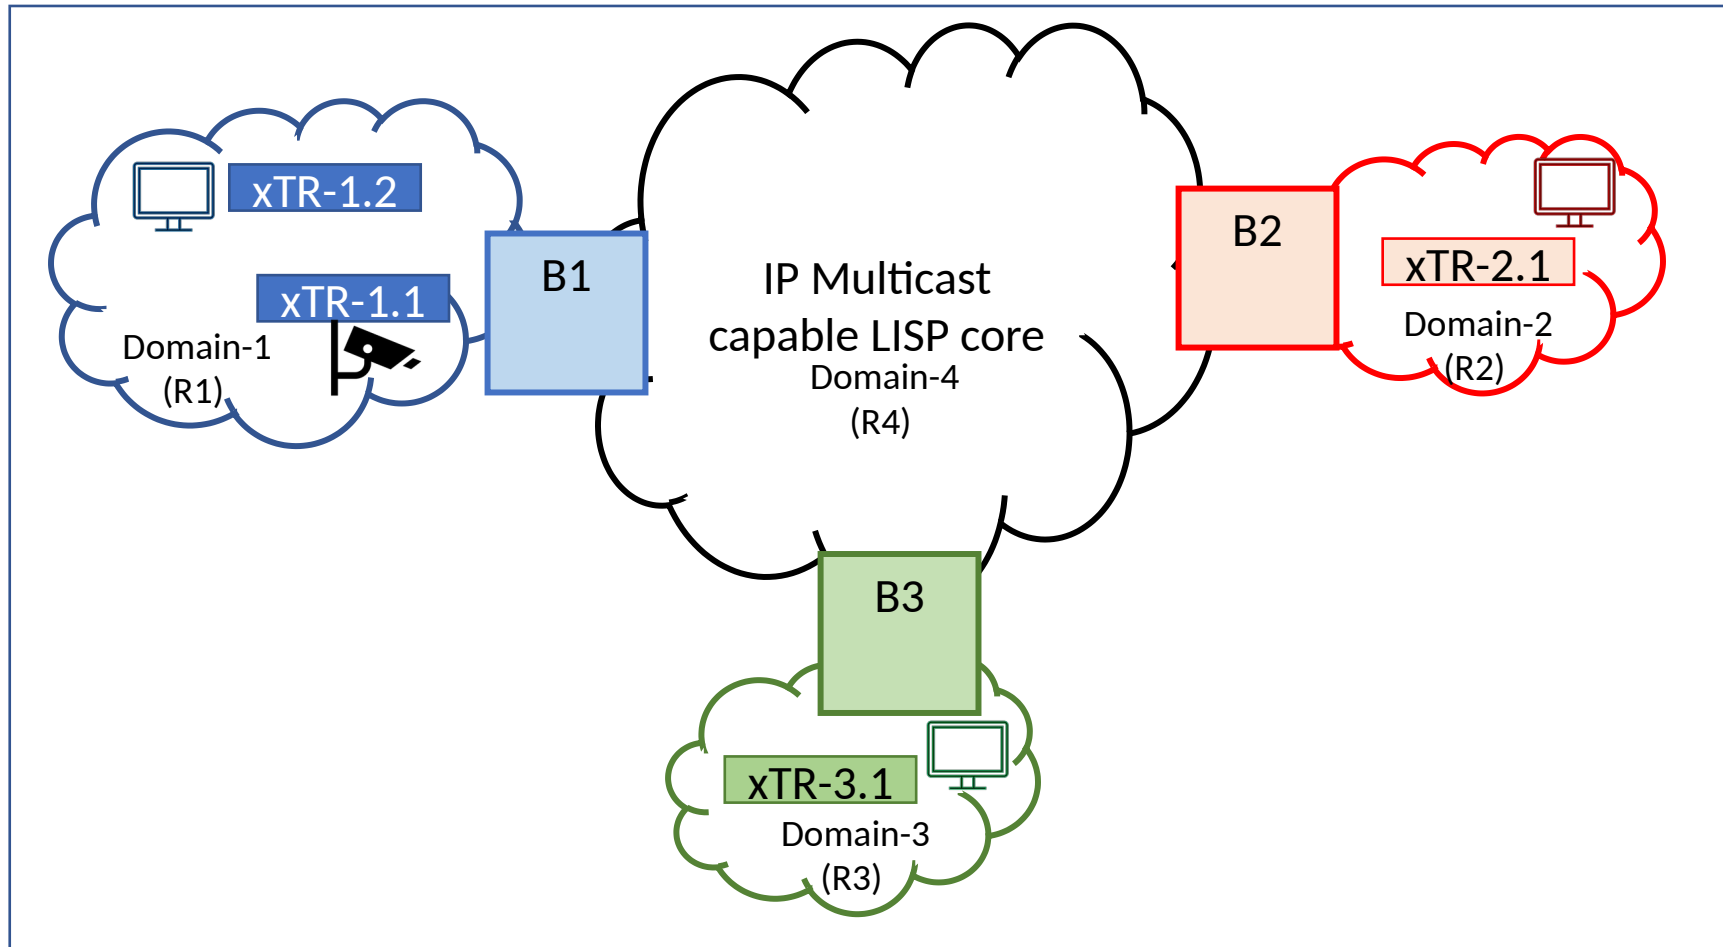 xTR-1.2
xTR-1.1
Domain-1
(R1)
B1
IP Multicast
capable LISP core
Domain-4
(R4)
B2
xTR-2.1
Domain-2
(R2)
B3
xTR-3.1
Domain-3
(R3)